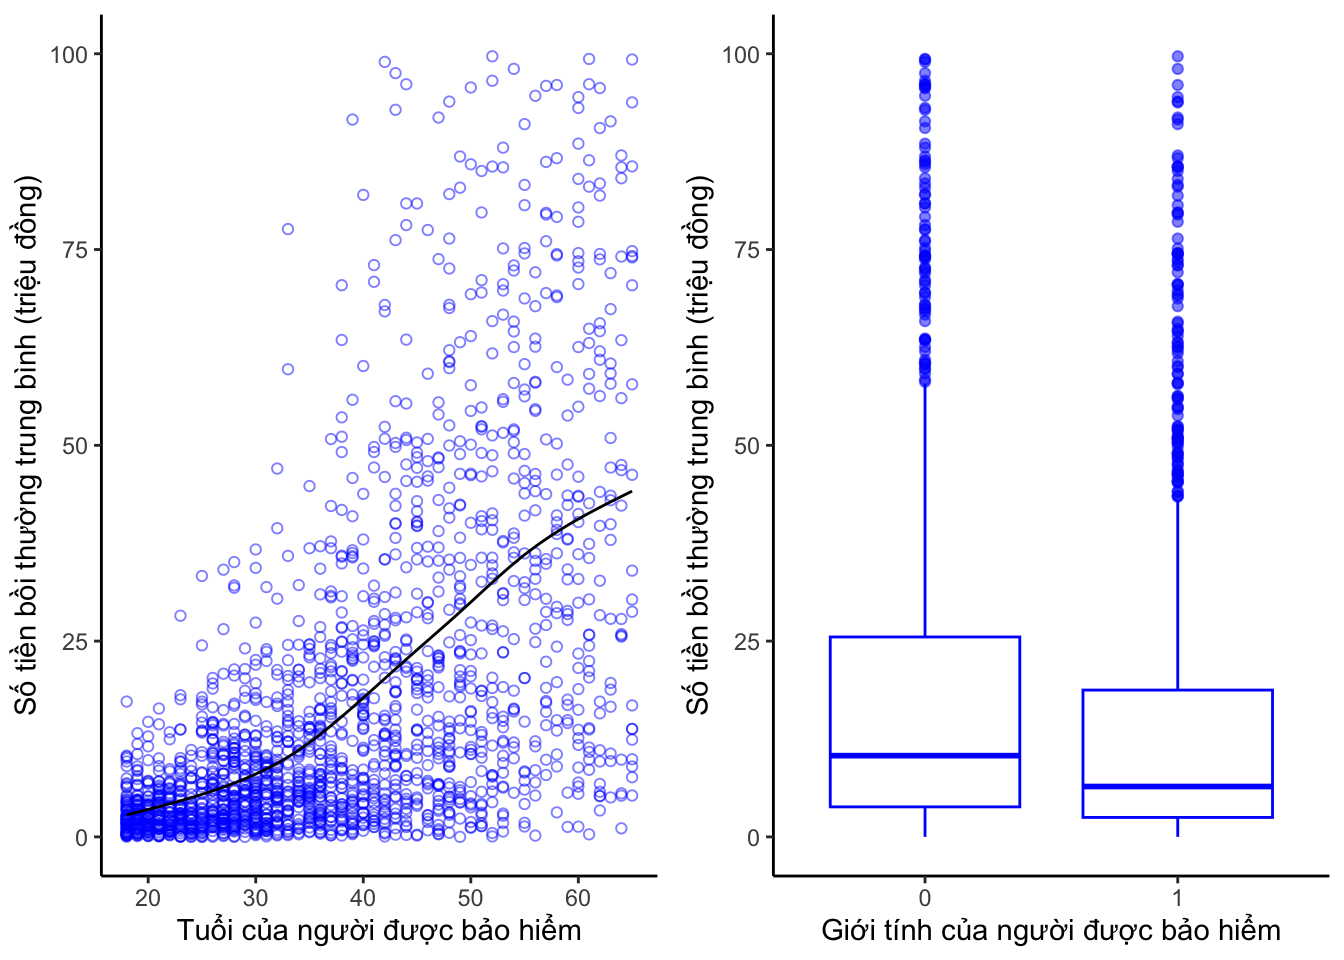 Số tiền bồi thường trung bình (triệu đồng)
100
75
50
25
0
20 30 40 50 60
Tuổi của người được bảo hiểm
Số tiền bồi thường trung bình (triệu đồng)
100
75
50
25
0
0 1
Giới tính của người được bảo hiểm